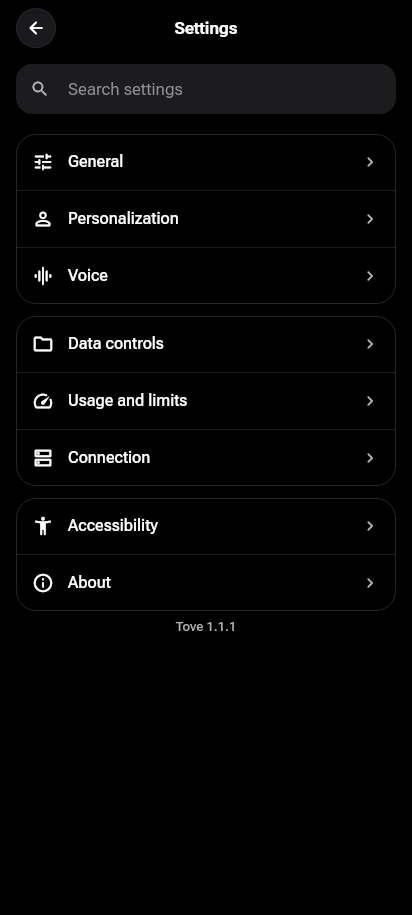 Settings
Search settings
General
Personalization
Voice
Data controls
Usage and limits
Connection
Accessibility
About
Tove 1.1.1